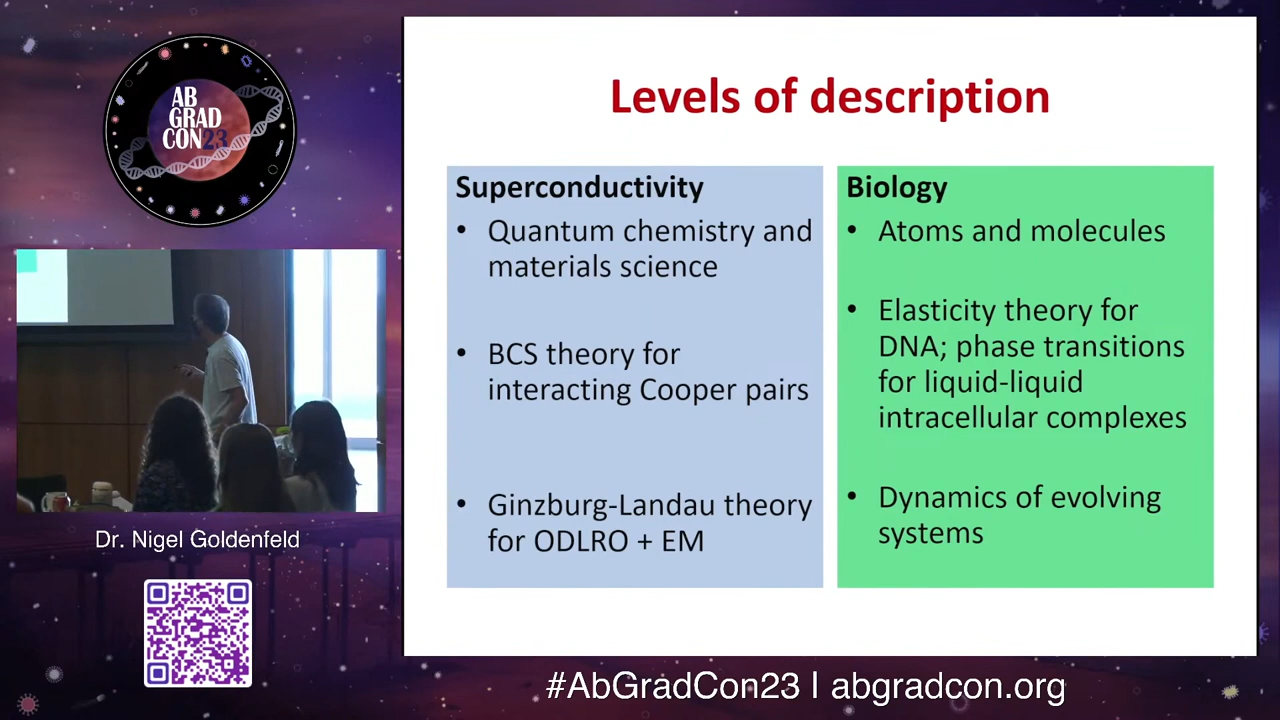 AB
GRAD
CON23
Levels of description
Superconductivity
• Quantum chemistry and
materials science
• BCS theory for
interacting Cooper pairs
• Ginzburg-Landau theory
for ODLRO + EM
Biology
• Atoms and molecules
• Elasticity theory for
DNA; phase transitions
for liquid-liquid
intracellular complexes
• Dynamics of evolving
systems
Dr. Nigel Goldenfeld
#AbGradCon23 | abgradcon.org